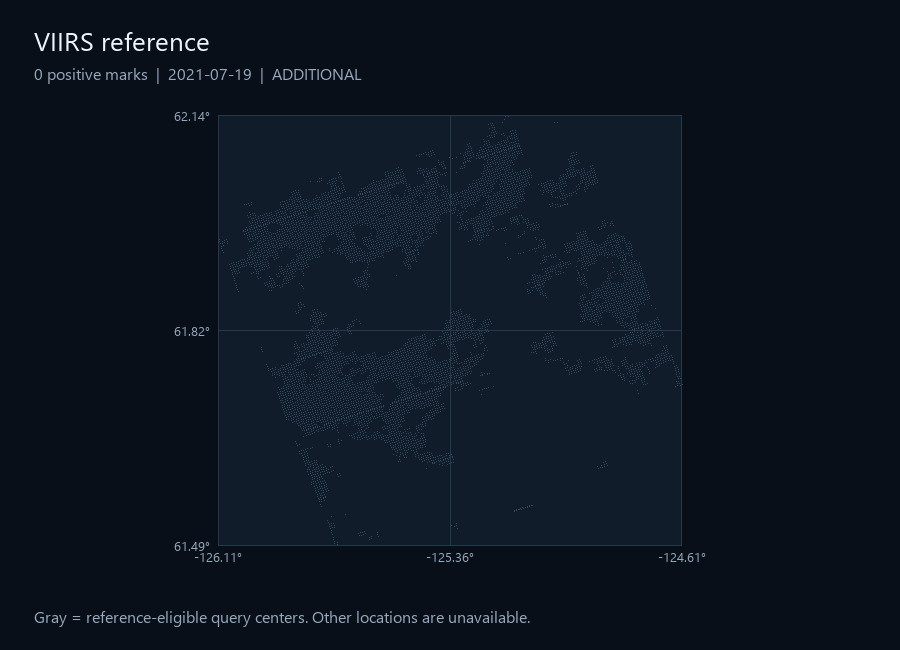 VIIRS reference
0 positive marks | 2021-07-19 | ADDITIONAL
62.14°
61.82°
61.49°
-126.11° -125.36° -124.61°
Gray = reference-eligible query centers. Other locations are unavailable.